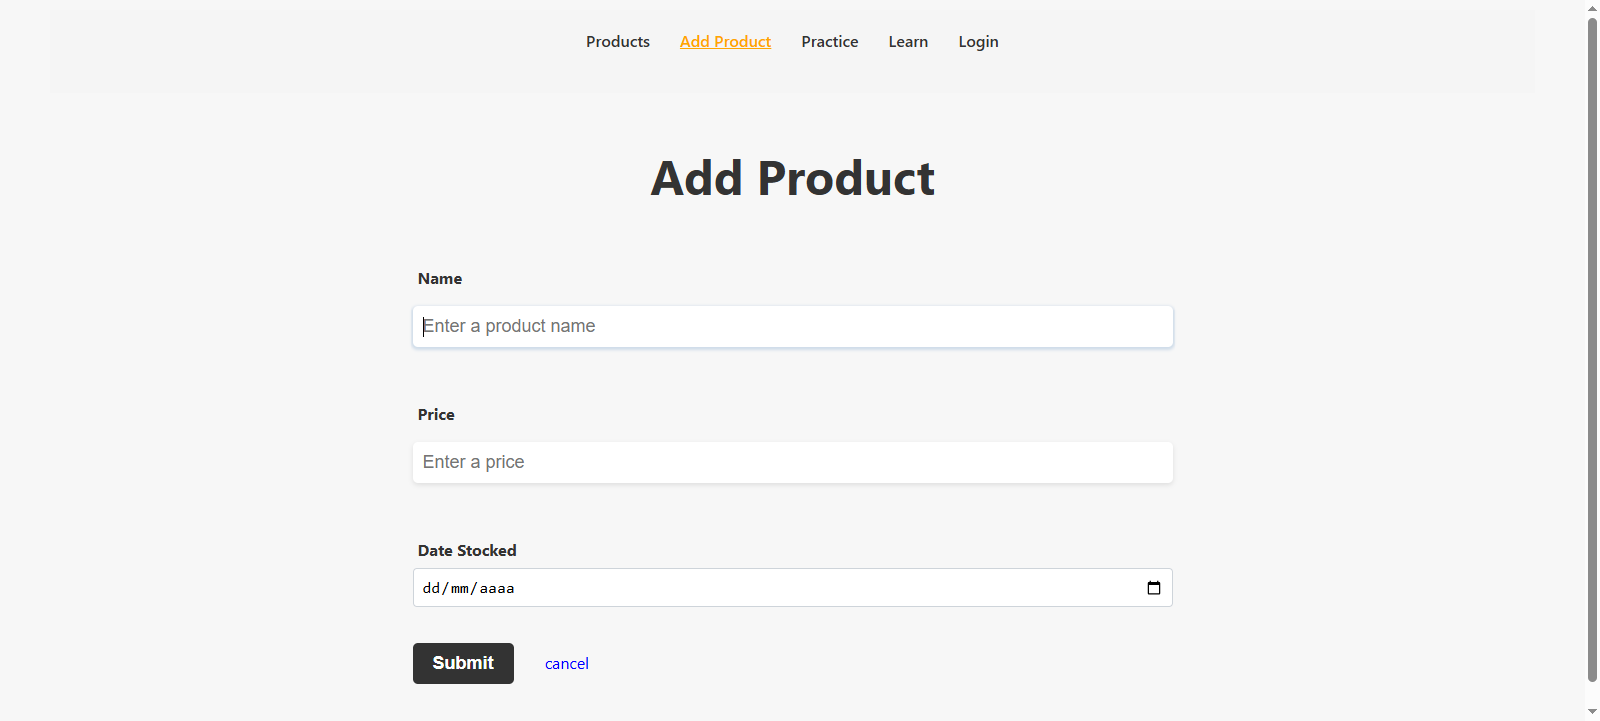 Products Add Product Practice Learn Login
Add Product
Name
Enter a product name
Price
Enter a price
Date Stocked
dd/mm/aaaa
Submit cancel